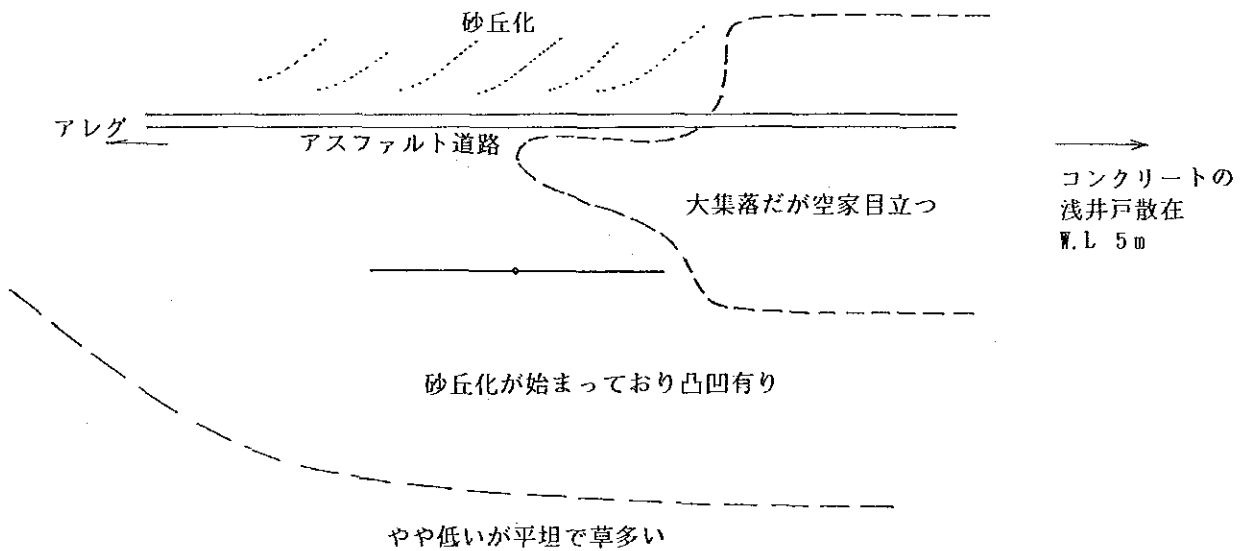 砂丘化
アレグ
アスファルト道路
大集落だが空家目立つ
コンクリートの
浅井戸散在
W.L 5m
砂丘化が始まっており凸凹有り
やや低いが平坦で草多い